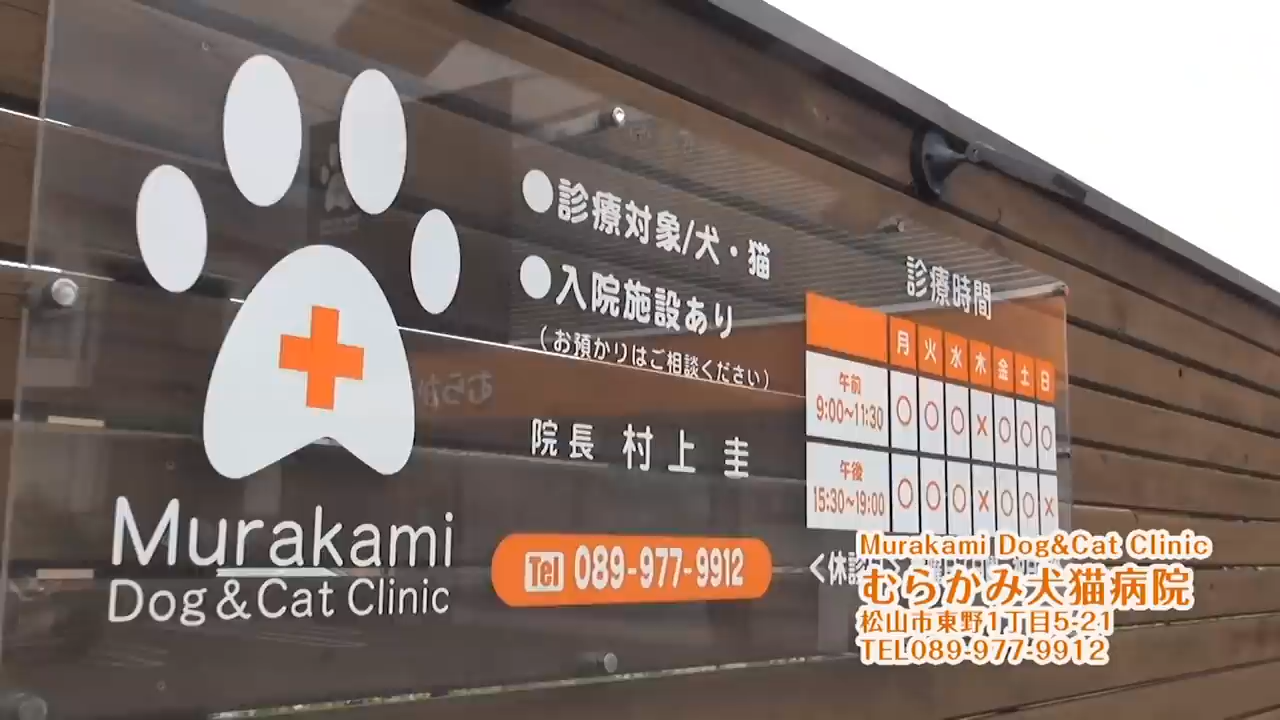 Murakami
Dog & Cat Clinic
●診療対象/犬・猫
●入院施設あり
（お預かりはご相談ください）
院長 村上 圭
Tel 089-977-9912
診療時間
月 火 水 木 金 土 日
午前 9:00~11:30 ○ ○ ○ × ○ ○ ○
午後 15:30~19:00 ○ ○ ○ × ○ ○ ×
Murakami Dog&Cat Clinic
むらかみ犬猫病院
松山市東野1丁目5-21
TEL089-977-9912